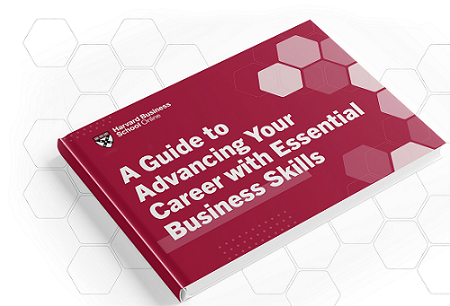 Harvard Business
School Online
A Guide to
Advancing Your
Career with Essential
Business Skills